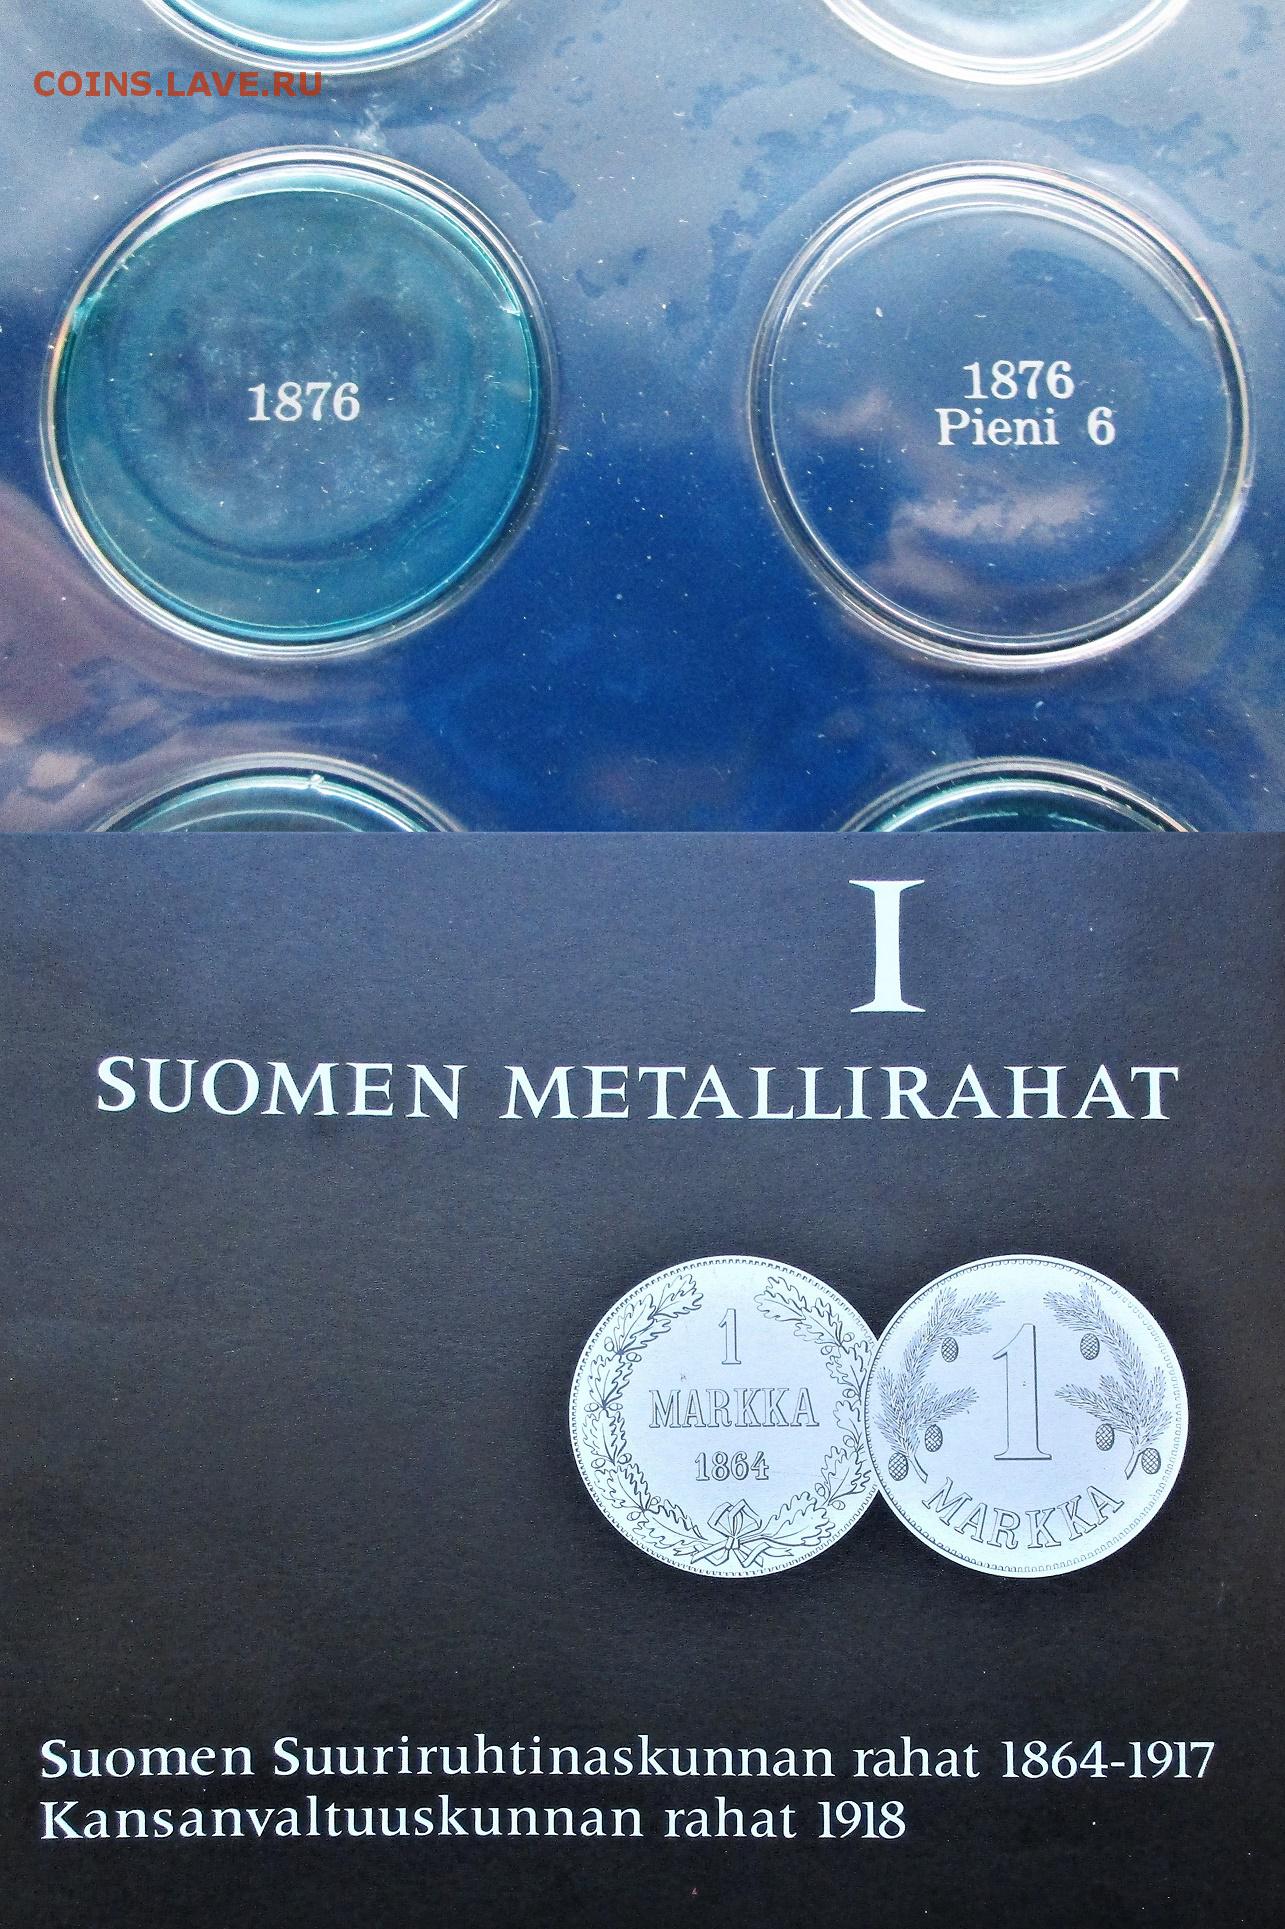 COINS.LAVE.RU
1876
1876
Pieni 6
I
SUOMEN METALLIRAHAT
1
MARKKA
1864
1
MARKKA
Suomen Suuriruhtinaskunnan rahat 1864-1917
Kansanvaltuuskunnan rahat 1918